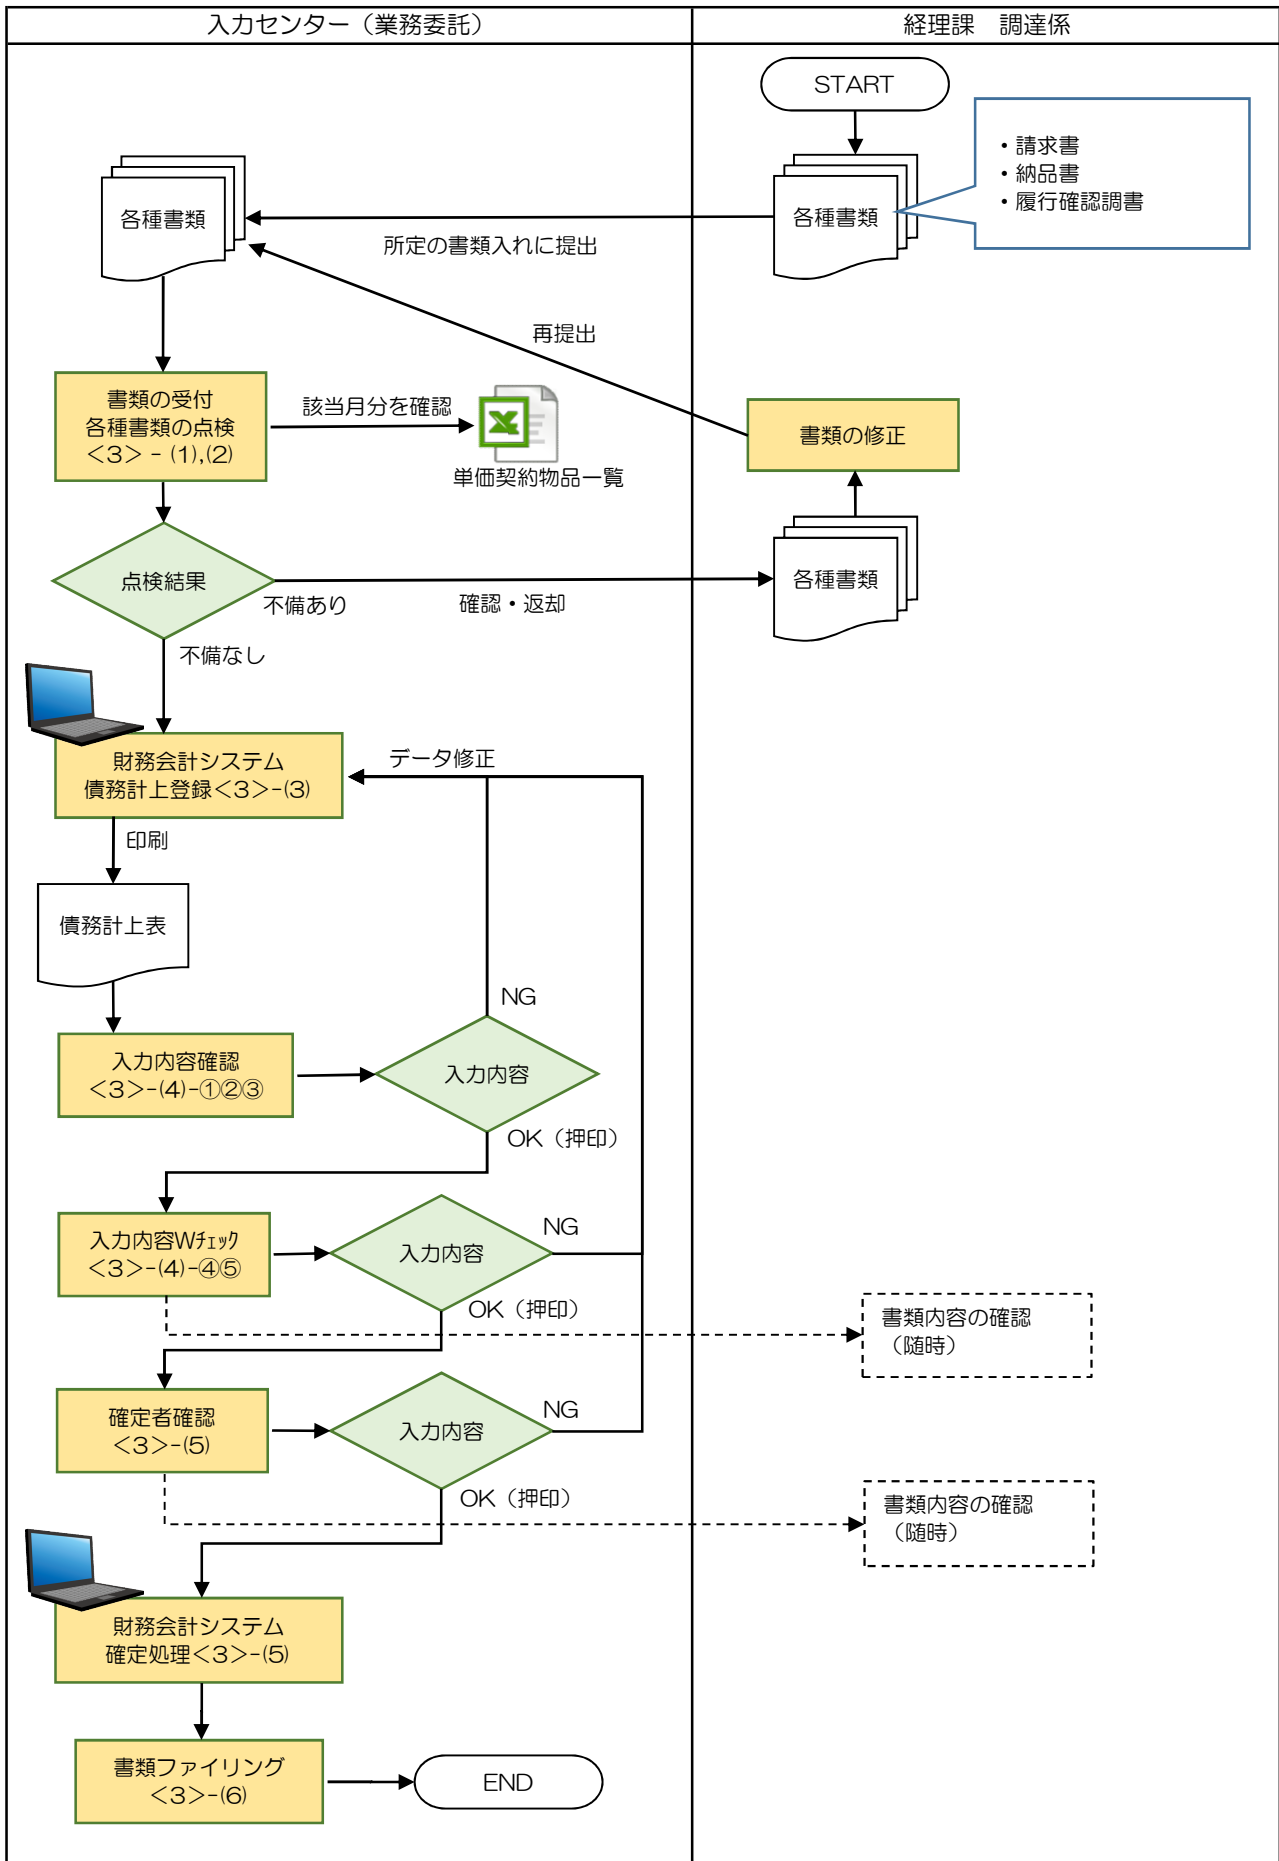 入力センター（業務委託）
経理課　調達係
START
・請求書
・納品書
・履行確認調書
各種書類
各種書類
所定の書類入れに提出
再提出
書類の受付
各種書類の点検
＜3＞ - (1),(2)
該当月分を確認
単価契約物品一覧
書類の修正
点検結果
不備あり
確認・返却
各種書類
不備なし
財務会計システム
債務計上登録＜3＞-(3)
データ修正
印刷
債務計上表
NG
入力内容確認
＜3＞-(4)-①②③
入力内容
OK（押印）
入力内容Wﾁｪｯｸ
＜3＞-(4)-④⑤
入力内容
NG
OK（押印）
書類内容の確認
（随時）
確定者確認
＜3＞-(5)
入力内容
NG
OK（押印）
書類内容の確認
（随時）
財務会計システム
確定処理＜3＞-(5)
書類ファイリング
＜3＞-(6)
END